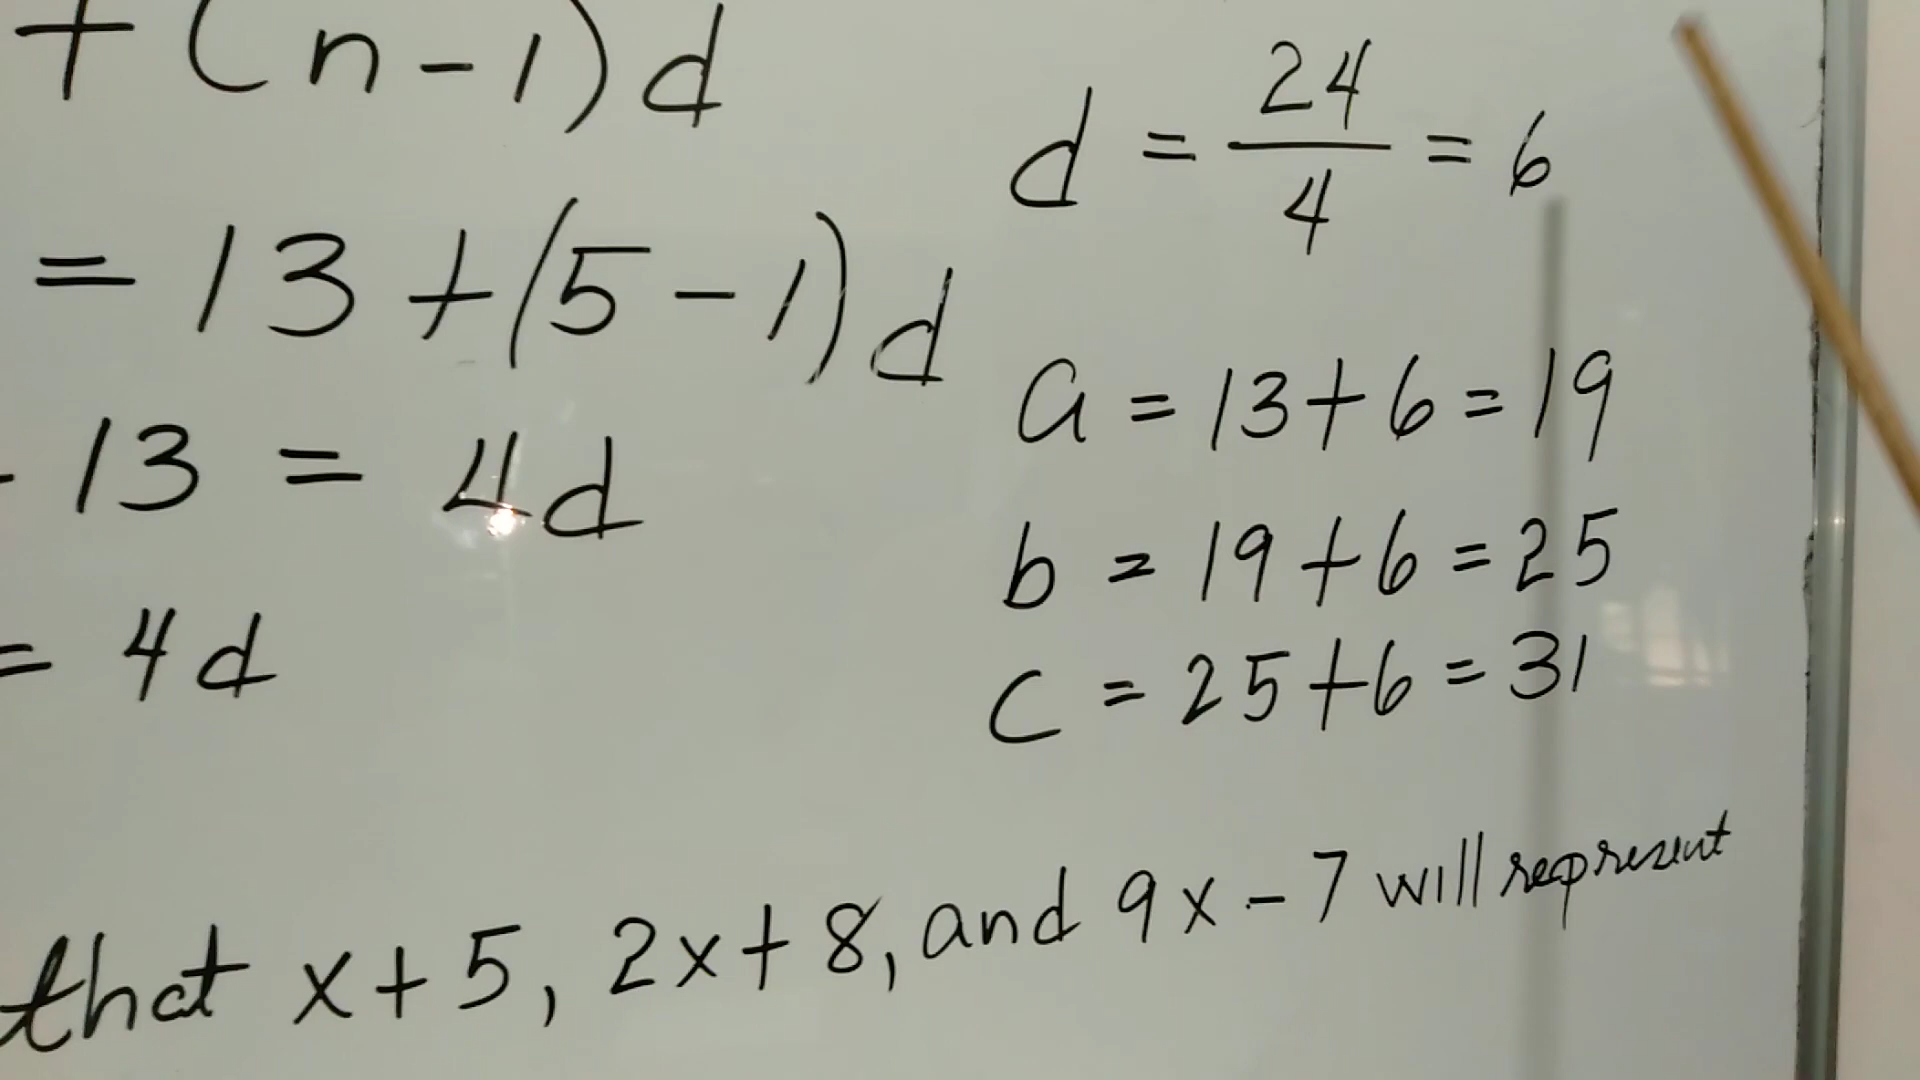 + (n-1)d
= 13 + (5-1)d
- 13 = 4d
= 4d
d = 24/4 = 6
a = 13+6 = 19
b = 19+6 = 25
c = 25+6 = 31
that x+5, 2x+8, and 9x-7 will represent